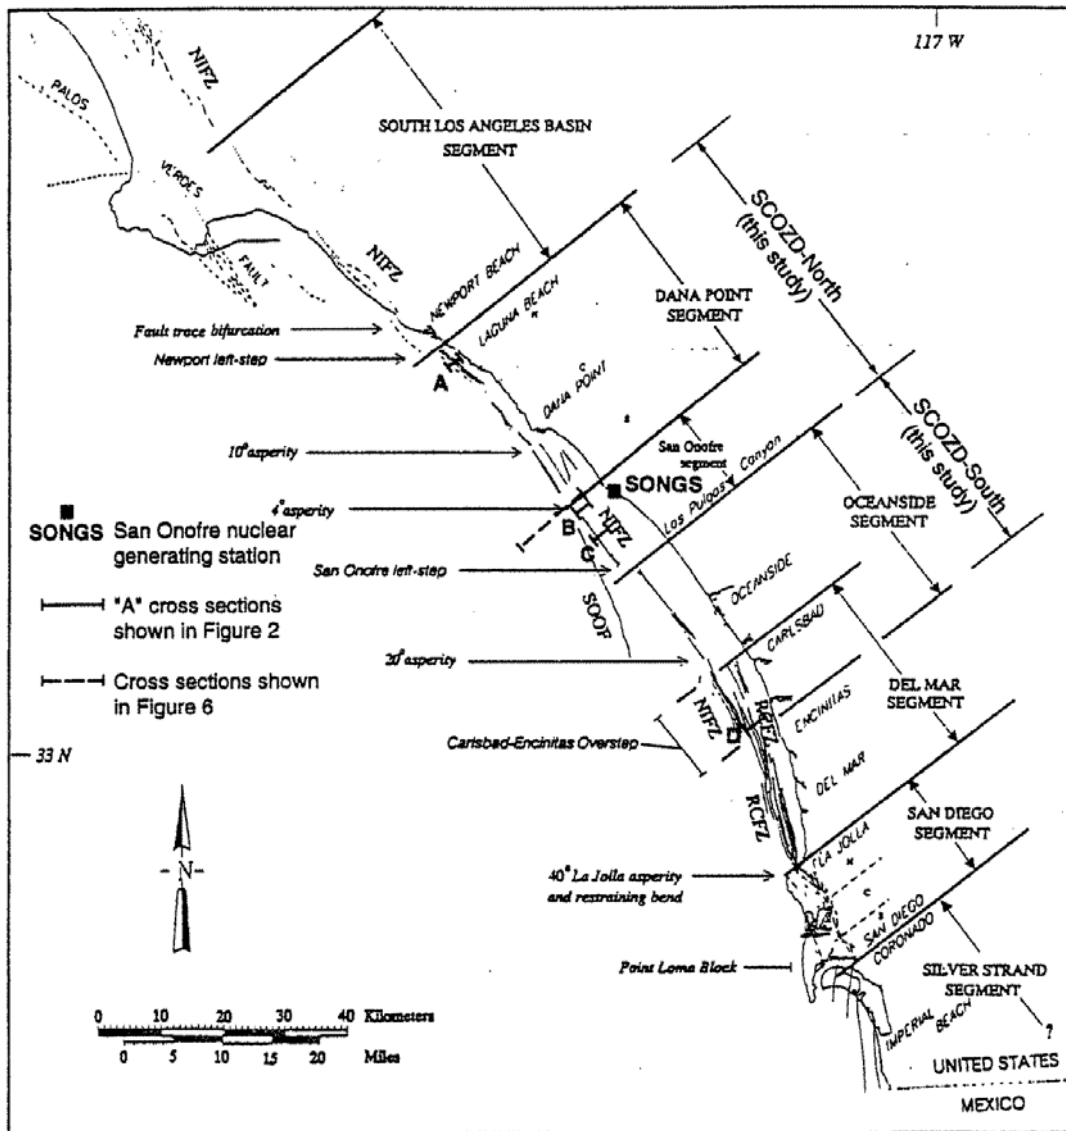 117 W
NIFZ
PALOS
VERDES
FAULT
SOUTH LOS ANGELES BASIN
SEGMENT
NIFZ
NEWPORT BEACH
LAGUNA BEACH
DANA POINT
SEGMENT
SCOZD-North
(this study)
Fault trace bifurcation
Newport left-step
A
DANA POINT
10° asperity
San Onofre
segment
SONGS
Los Pulgas Canyon
SCOZD-South
(this study)
OCEANSIDE
SEGMENT
4° asperity
B
NIFZ
C
San Onofre left-step
SOOF
OCEANSIDE
SONGS San Onofre nuclear
generating station
"A" cross sections
shown in Figure 2
Cross sections shown
in Figure 6
20° asperity
CARLSBAD
DEL MAR
SEGMENT
NIFZ
RCFZ
ENCINITAS
Carlsbad-Encinitas Overstep
33 N
DEL MAR
RCFZ
SAN DIEGO
SEGMENT
LA JOLLA
40° La Jolla asperity
and restraining bend
N
SAN DIEGO
CORONADO
Point Loma Block
SILVER STRAND
SEGMENT
IMPERIAL BEACH
?
0 10 20 30 40 Kilometers
0 5 10 15 20 Miles
UNITED STATES
MEXICO